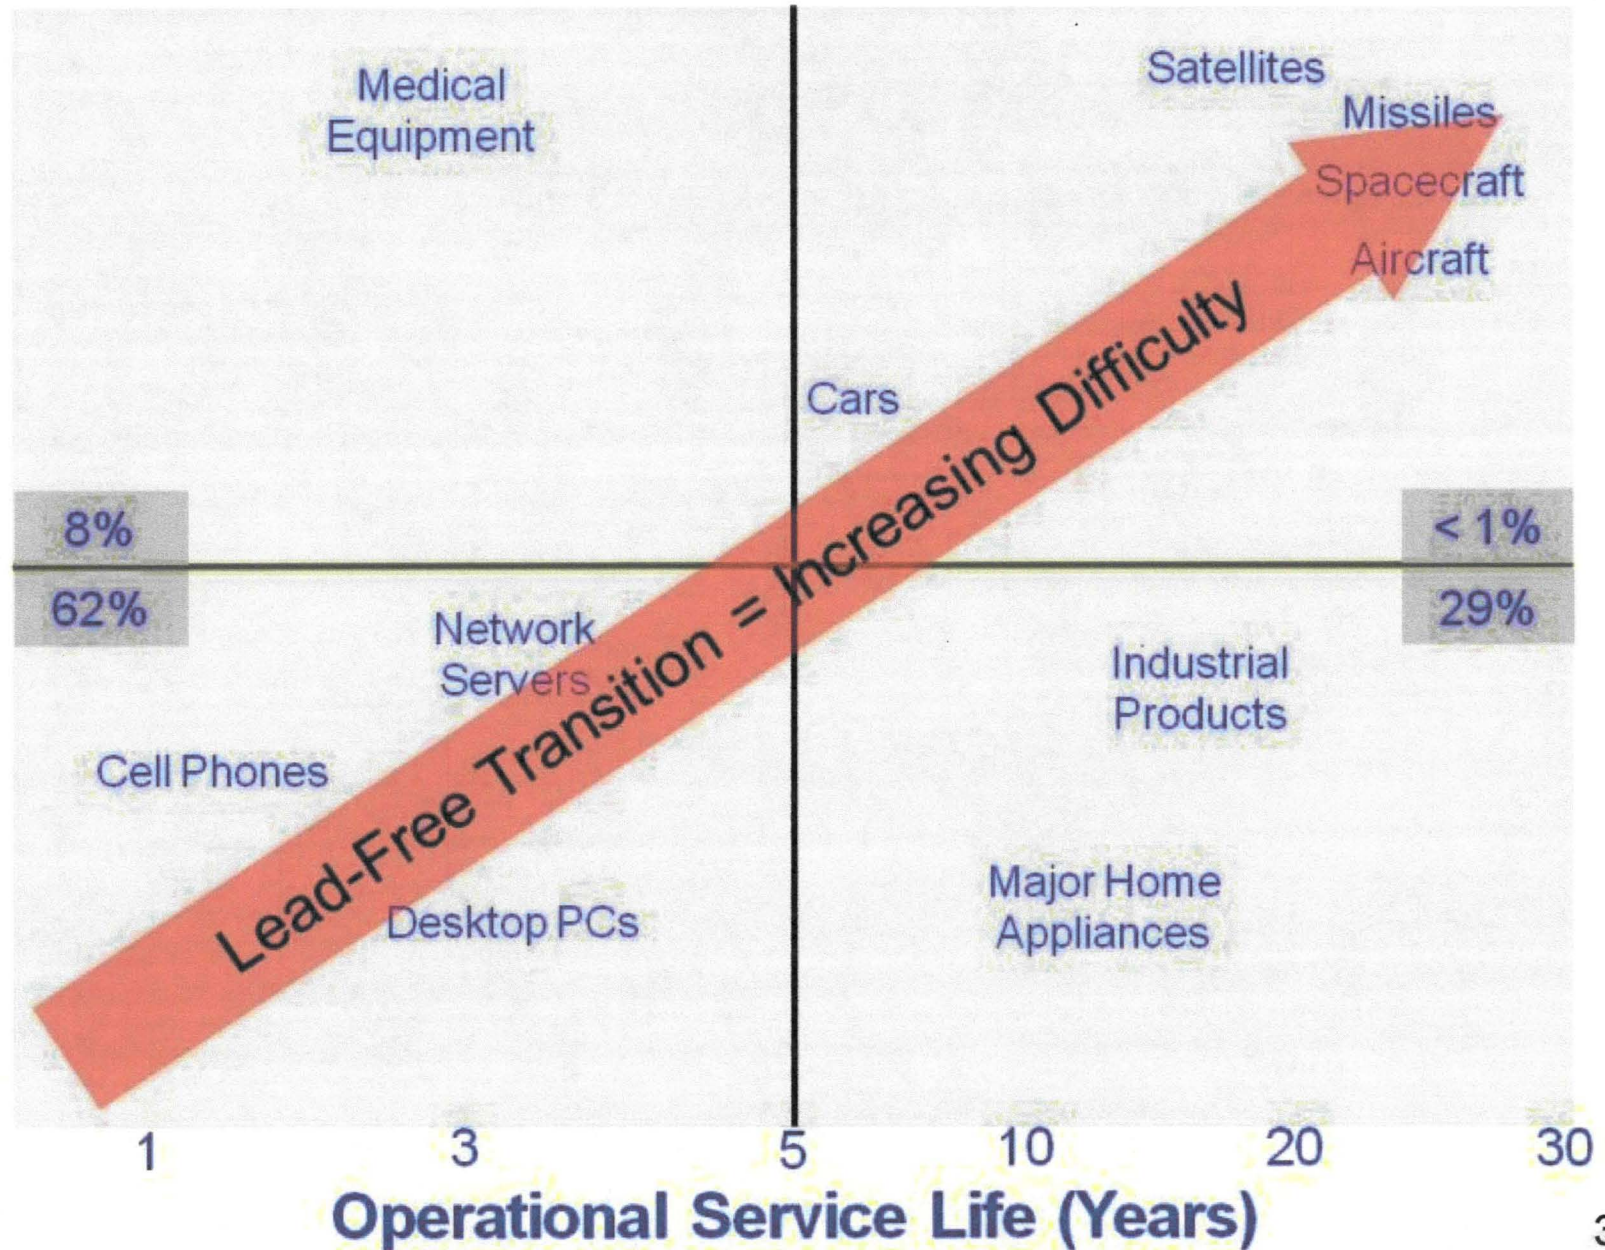 Medical
Equipment
Satellites
Missiles
Spacecraft
Aircraft
Cars
Lead-Free Transition = Increasing Difficulty
8%
< 1%
62%
29%
Network
Servers
Industrial
Products
Cell Phones
Major Home
Appliances
Desktop PCs
1 3 5 10 20 30
Operational Service Life (Years)
3